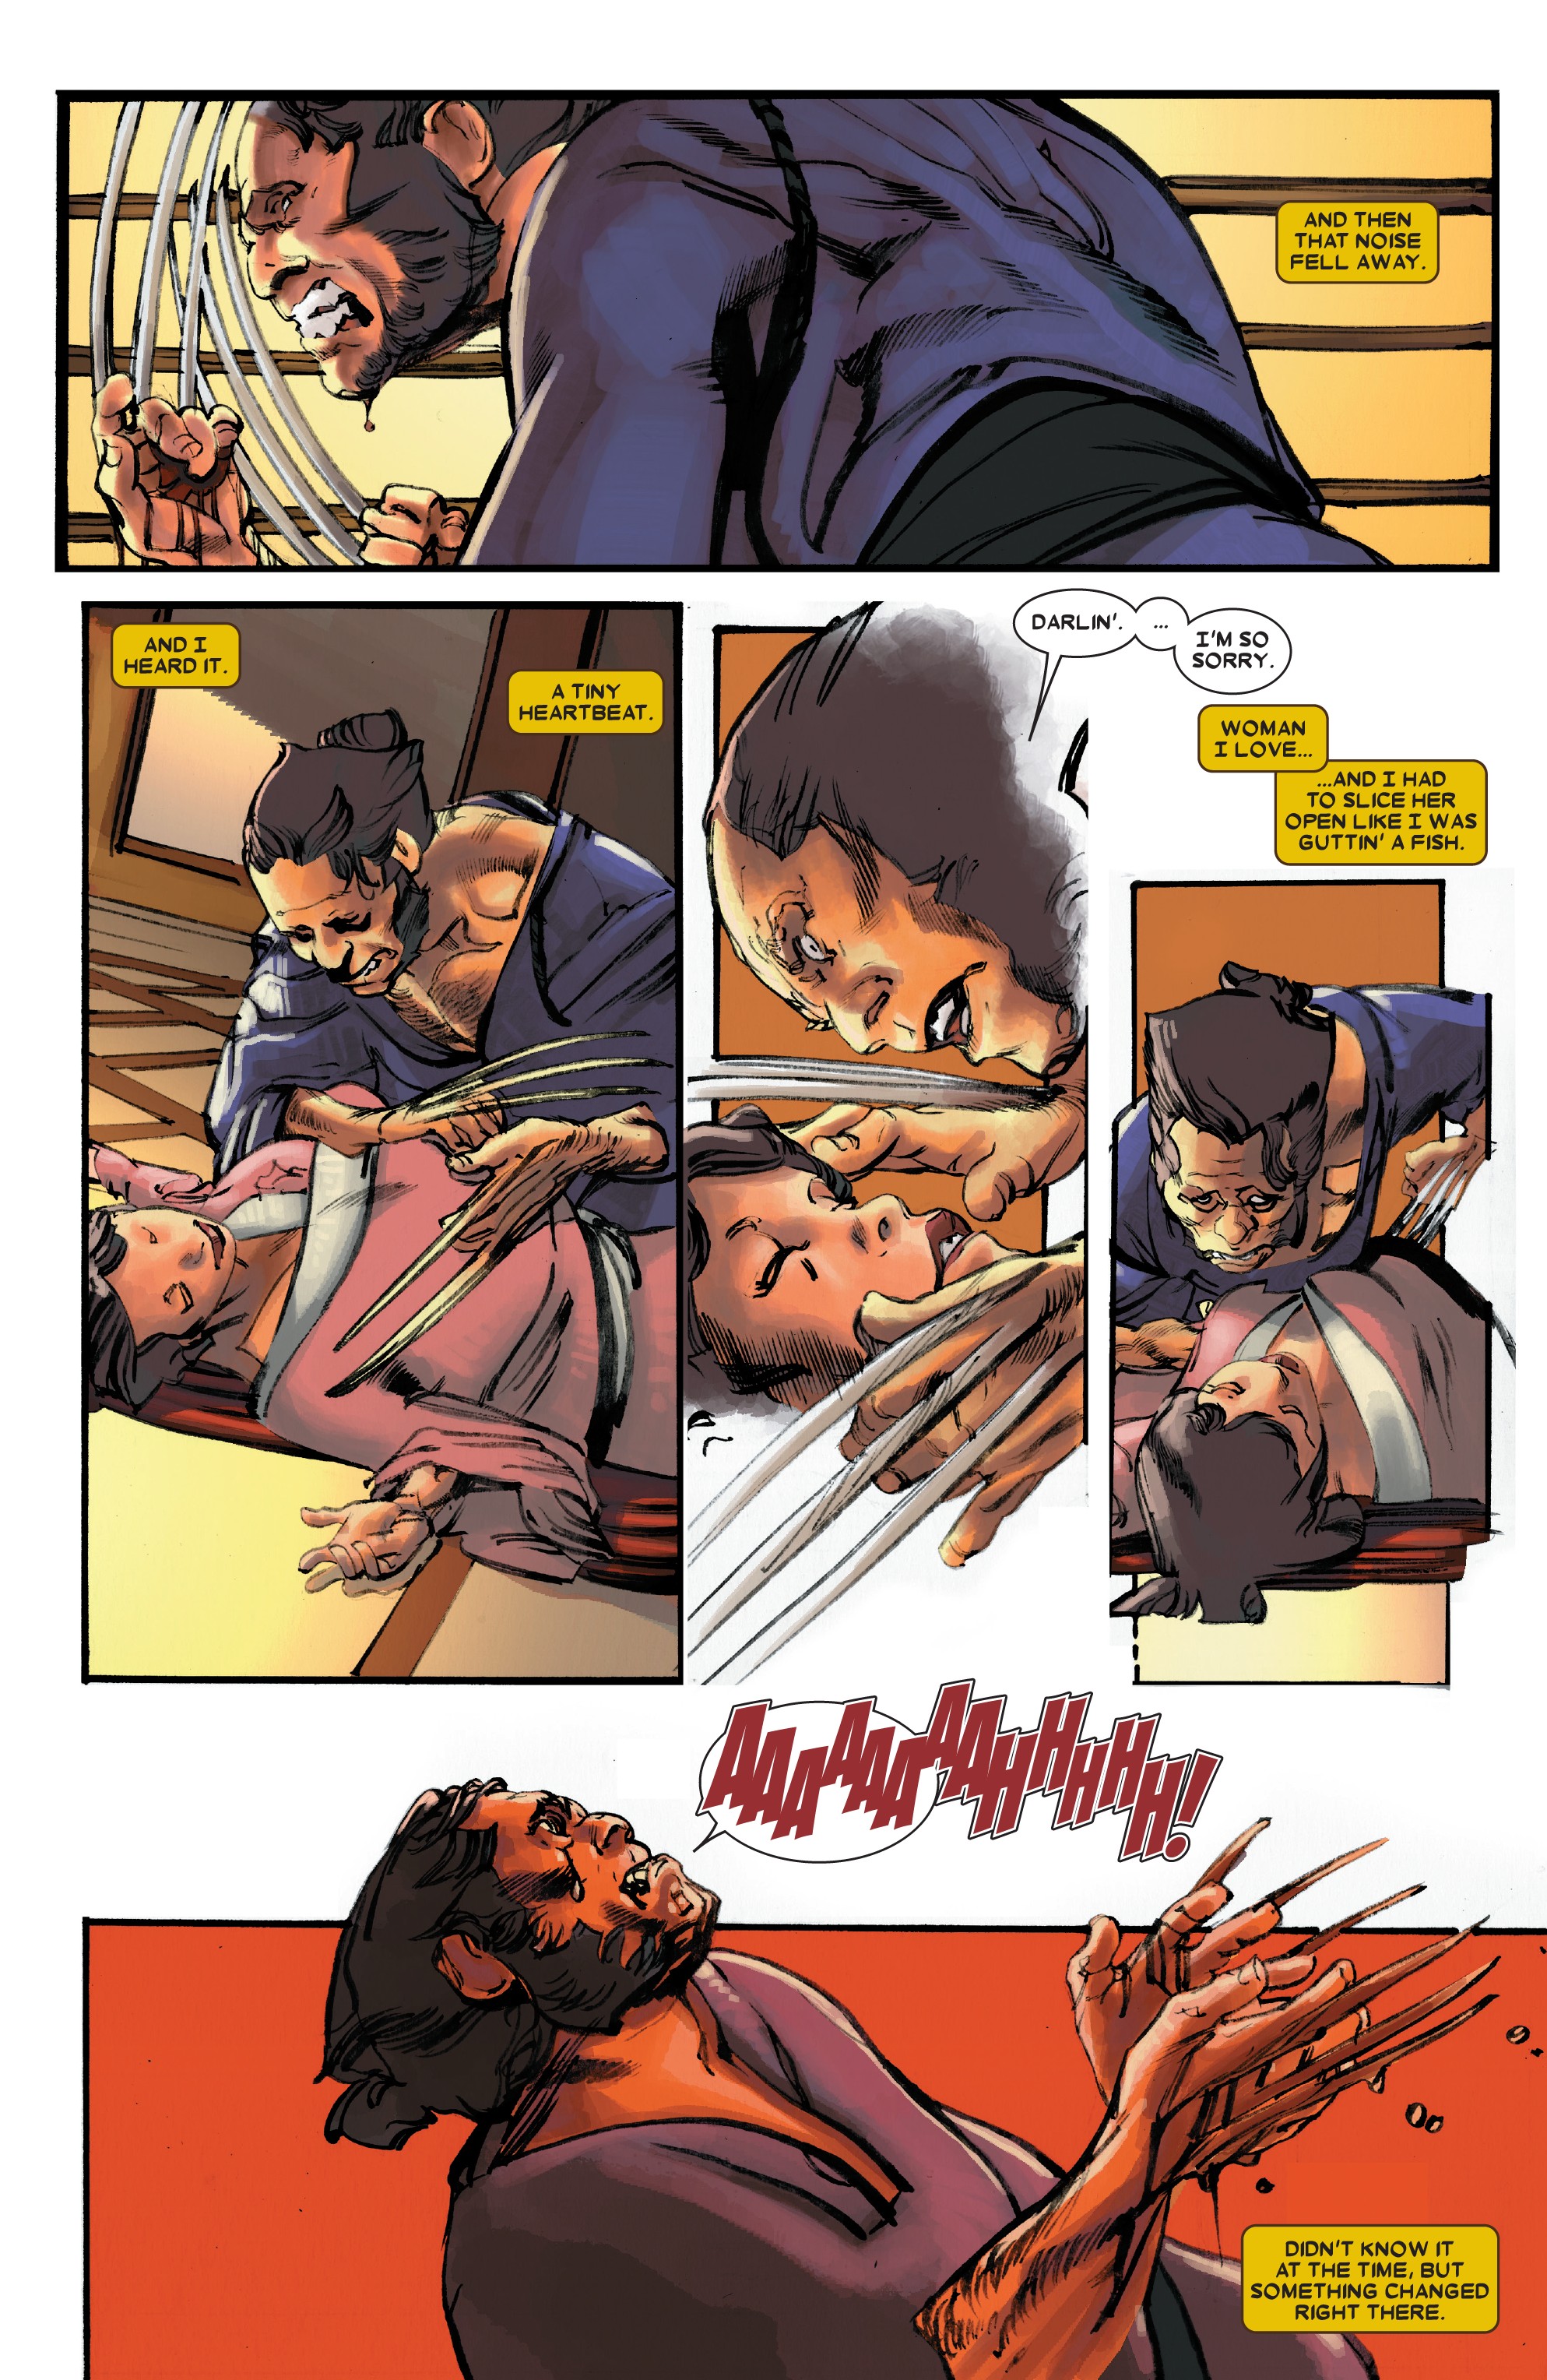 AND THEN
THAT NOISE
FELL AWAY.
AND I
HEARD IT.
A TINY
HEARTBEAT.
DARLIN'.
...
I'M SO
SORRY.
WOMAN
I LOVE...
...AND I HAD
TO SLICE HER
OPEN LIKE I WAS
GUTTIN' A FISH.
AAAAAAAAHHHHH!
DIDN'T KNOW IT
AT THE TIME, BUT
SOMETHING CHANGED
RIGHT THERE.